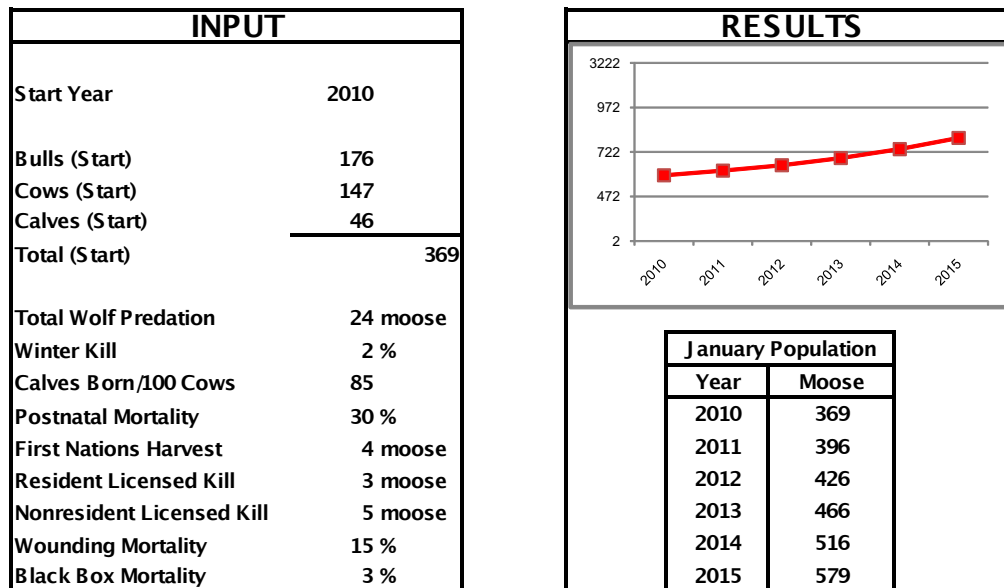 INPUT
Start Year 2010
Bulls (Start) 176
Cows (Start) 147
Calves (Start) 46
Total (Start) 369
Total Wolf Predation 24 moose
Winter Kill 2 %
Calves Born/100 Cows 85
Postnatal Mortality 30 %
First Nations Harvest 4 moose
Resident Licensed Kill 3 moose
Nonresident Licensed Kill 5 moose
Wounding Mortality 15 %
Black Box Mortality 3 %
RESULTS
3222
972
722
472
2
2010 2011 2012 2013 2014 2015
January Population
Year Moose
2010 369
2011 396
2012 426
2013 466
2014 516
2015 579